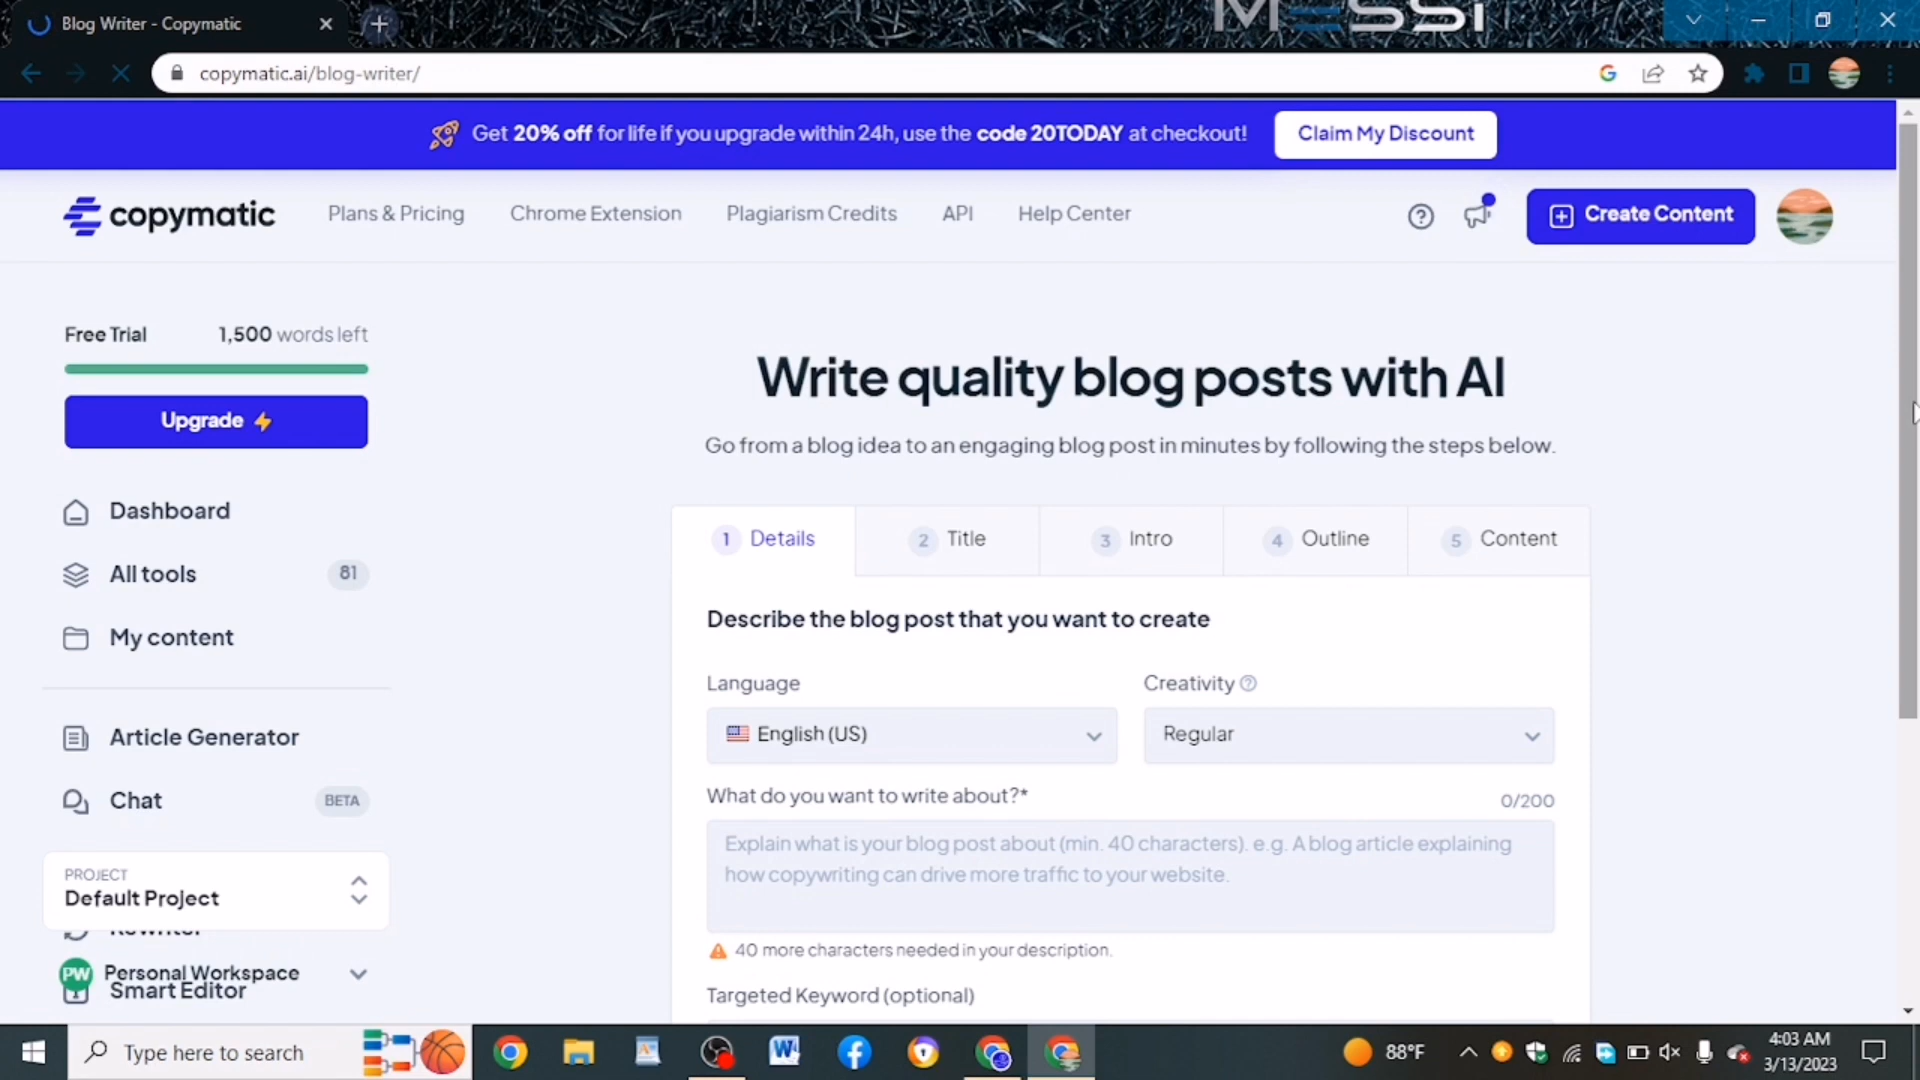 MESSI
Blog Writer - Copymatic
copymatic.ai/blog-writer/
Get 20% off for life if you upgrade within 24h, use the code 20TODAY at checkout!
Claim My Discount
copymatic
Plans & Pricing
Chrome Extension
Plagiarism Credits
API
Help Center
Create Content
Free Trial
1,500 words left
Upgrade
Dashboard
All tools
81
My content
Article Generator
Chat
BETA
PROJECT
Default Project
Rewriter
PW
Personal Workspace
Smart Editor
Write quality blog posts with AI
Go from a blog idea to an engaging blog post in minutes by following the steps below.
1 Details
2 Title
3 Intro
4 Outline
5 Content
Describe the blog post that you want to create
Language
Creativity
English (US)
Regular
What do you want to write about?*
0/200
Explain what is your blog post about (min. 40 characters). e.g. A blog article explaining
how copywriting can drive more traffic to your website.
40 more characters needed in your description.
Targeted Keyword (optional)
Type here to search
88°F
4:03 AM
3/13/2023